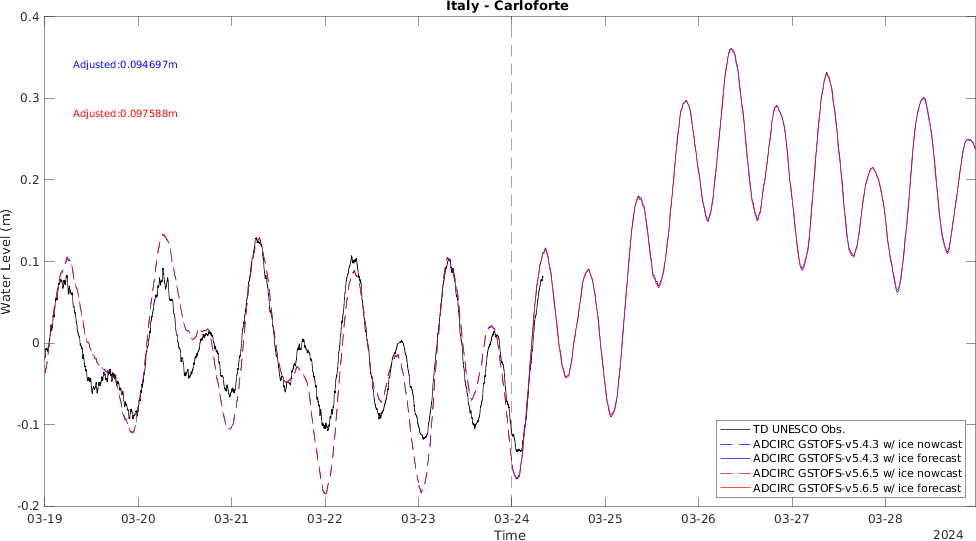 Italy - Carloforte
Adjusted:0.094697m
Adjusted:0.097588m
Water Level (m)
0.4
0.3
0.2
0.1
0
-0.1
-0.2
TD UNESCO Obs.
ADCIRC GSTOFS-v5.4.3 w/ ice nowcast
ADCIRC GSTOFS-v5.4.3 w/ ice forecast
ADCIRC GSTOFS-v5.6.5 w/ ice nowcast
ADCIRC GSTOFS-v5.6.5 w/ ice forecast
03-19 03-20 03-21 03-22 03-23 03-24 03-25 03-26 03-27 03-28
Time
2024